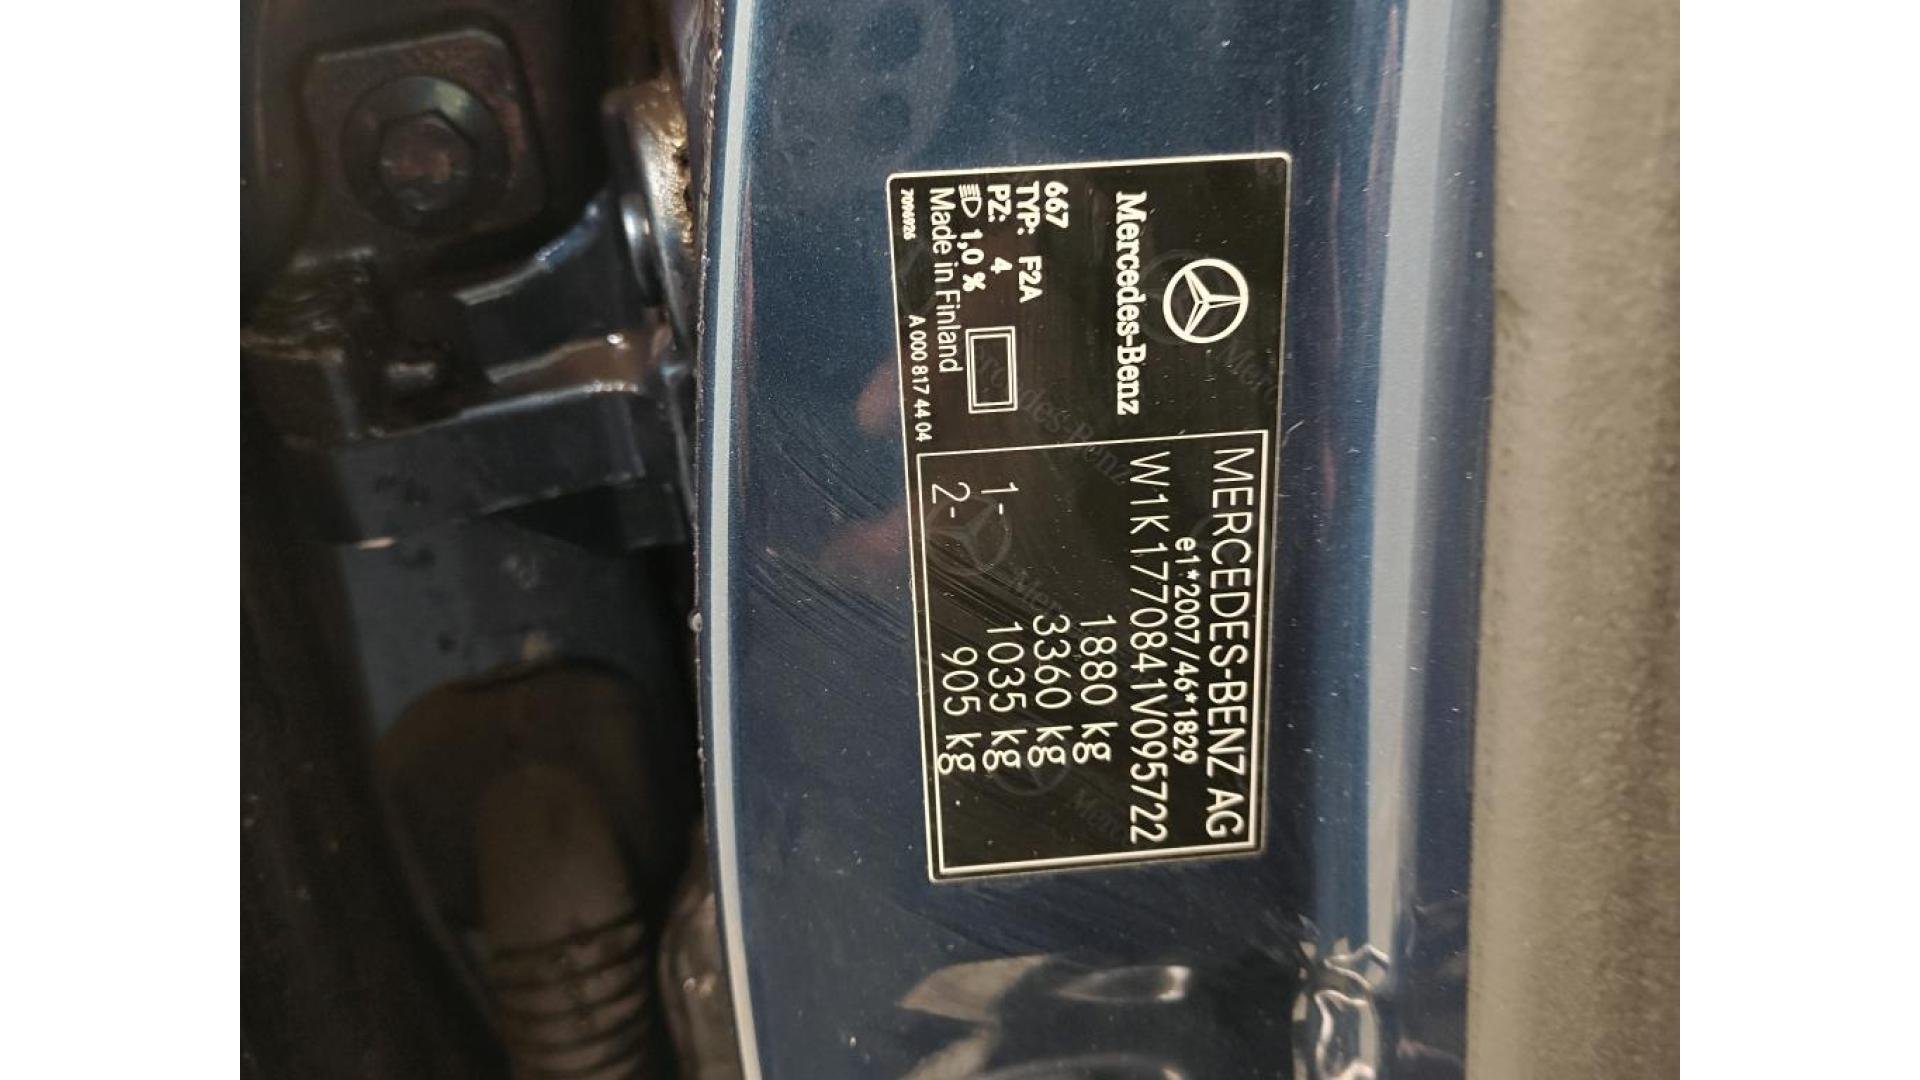 Mercedes-Benz
667
TYP: F2A
PZ: 4
1,0 %
Made in Finland
7096926
A 000 817 44 04
MERCEDES-BENZ AG
e1*2007/46*1829
W1K1770841V095722
1880 kg
3360 kg
1- 1035 kg
2- 905 kg